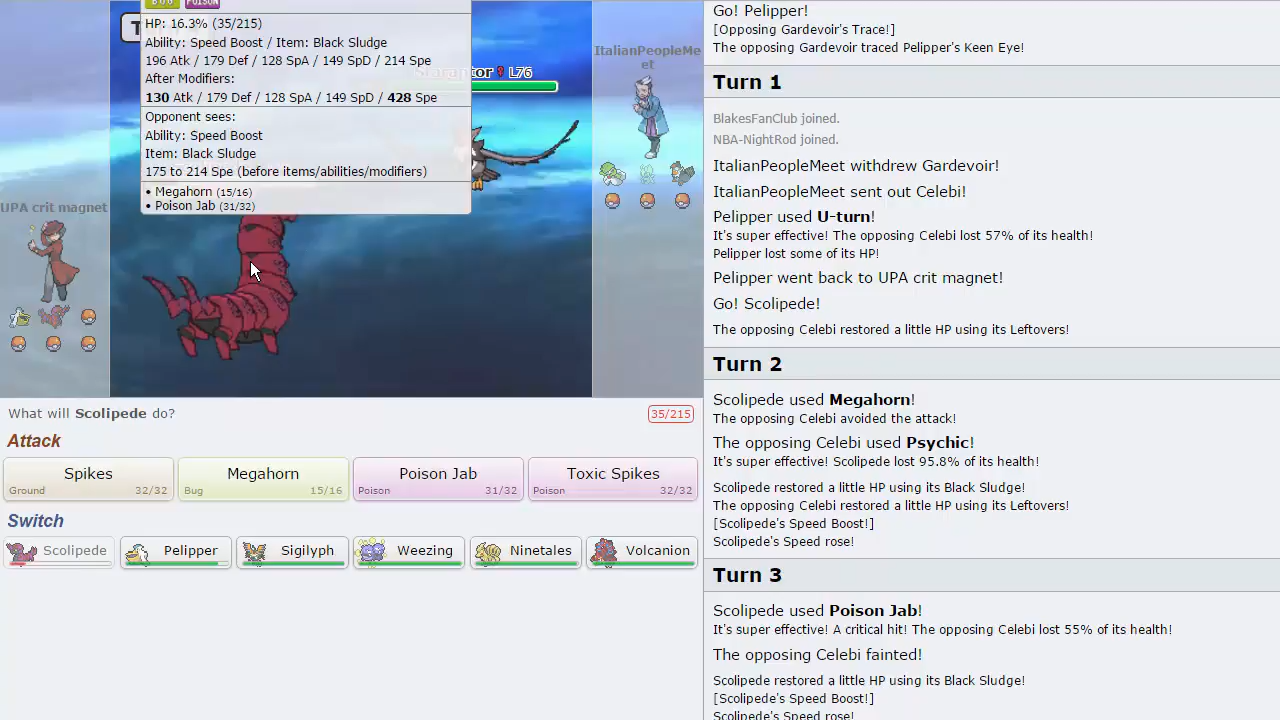 BUG POISON
HP: 16.3% (35/215)
Ability: Speed Boost / Item: Black Sludge
196 Atk / 179 Def / 128 SpA / 149 SpD / 214 Spe
After Modifiers:
130 Atk / 179 Def / 128 SpA / 149 SpD / 428 Spe
Opponent sees:
Ability: Speed Boost
Item: Black Sludge
175 to 214 Spe (before items/abilities/modifiers)
• Megahorn (15/16)
• Poison Jab (31/32)
L76
ItalianPeopleMe
et
UPA crit magnet
What will Scolipede do?
35/215
Attack
Spikes
Ground 32/32
Megahorn
Bug 15/16
Poison Jab
Poison 31/32
Toxic Spikes
Poison 32/32
Switch
Scolipede
Pelipper
Sigilyph
Weezing
Ninetales
Volcanion
Go! Pelipper!
[Opposing Gardevoir's Trace!]
The opposing Gardevoir traced Pelipper's Keen Eye!
Turn 1
BlakesFanClub joined.
NBA-NightRod joined.
ItalianPeopleMeet withdrew Gardevoir!
ItalianPeopleMeet sent out Celebi!
Pelipper used U-turn!
It's super effective! The opposing Celebi lost 57% of its health!
Pelipper lost some of its HP!
Pelipper went back to UPA crit magnet!
Go! Scolipede!
The opposing Celebi restored a little HP using its Leftovers!
Turn 2
Scolipede used Megahorn!
The opposing Celebi avoided the attack!
The opposing Celebi used Psychic!
It's super effective! Scolipede lost 95.8% of its health!
Scolipede restored a little HP using its Black Sludge!
The opposing Celebi restored a little HP using its Leftovers!
[Scolipede's Speed Boost!]
Scolipede's Speed rose!
Turn 3
Scolipede used Poison Jab!
It's super effective! A critical hit! The opposing Celebi lost 55% of its health!
The opposing Celebi fainted!
Scolipede restored a little HP using its Black Sludge!
[Scolipede's Speed Boost!]
Scolipede's Speed rose!